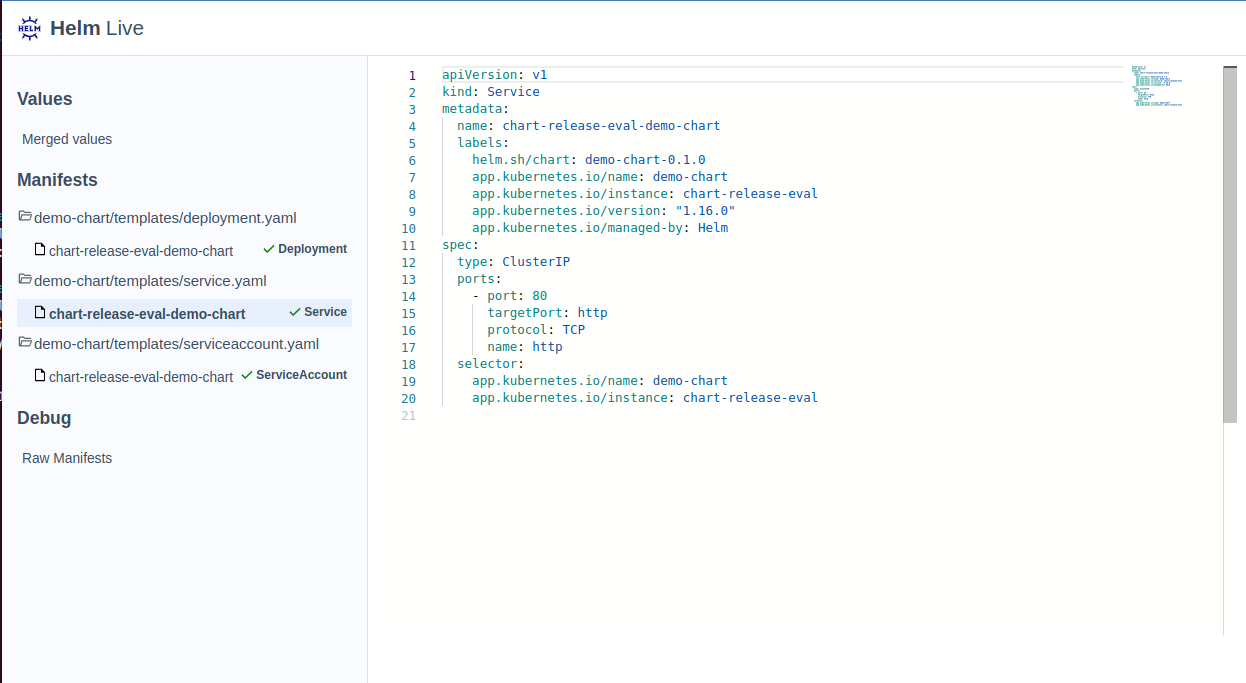 HELM Helm Live
Values
Merged values
Manifests
demo-chart/templates/deployment.yaml
chart-release-eval-demo-chart Deployment
demo-chart/templates/service.yaml
chart-release-eval-demo-chart Service
demo-chart/templates/serviceaccount.yaml
chart-release-eval-demo-chart ServiceAccount
Debug
Raw Manifests
1 apiVersion: v1
2 kind: Service
3 metadata:
4   name: chart-release-eval-demo-chart
5   labels:
6     helm.sh/chart: demo-chart-0.1.0
7     app.kubernetes.io/name: demo-chart
8     app.kubernetes.io/instance: chart-release-eval
9     app.kubernetes.io/version: "1.16.0"
10     app.kubernetes.io/managed-by: Helm
11 spec:
12   type: ClusterIP
13   ports:
14     - port: 80
15       targetPort: http
16       protocol: TCP
17       name: http
18   selector:
19     app.kubernetes.io/name: demo-chart
20     app.kubernetes.io/instance: chart-release-eval
21